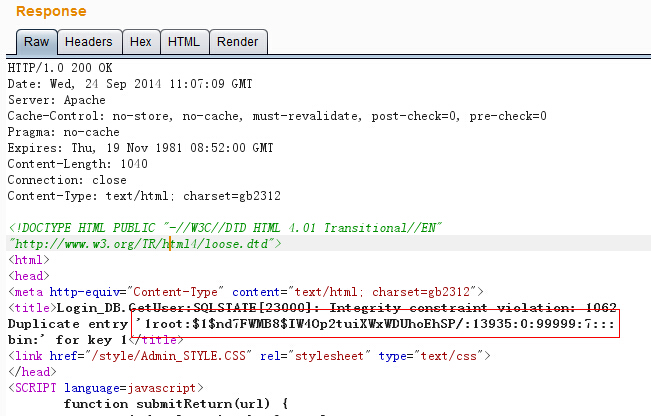 Response
Raw Headers Hex HTML Render
HTTP/1.0 200 OK
Date: Wed, 24 Sep 2014 11:07:09 GMT
Server: Apache
Cache-Control: no-store, no-cache, must-revalidate, post-check=0, pre-check=0
Pragma: no-cache
Expires: Thu, 19 Nov 1981 08:52:00 GMT
Content-Length: 1040
Connection: close
Content-Type: text/html; charset=gb2312
<!DOCTYPE HTML PUBLIC "-//W3C//DTD HTML 4.01 Transitional//EN"
"http://www.w3.org/TR/html4/loose.dtd">
<html>
<head>
<meta http-equiv="Content-Type" content="text/html; charset=gb2312">
<title>Login_DB.GetUser:SQLSTATE[23000]: Integrity constraint violation: 1062
Duplicate entry '1root:$1$nd7FWMB8$IW4Op2tuiXWxWDUhoEhSP/:13935:0:99999:7:::
bin:' for key 1</title>
<link href="/style/Admin_STYLE.CSS" rel="stylesheet" type="text/css">
</head>
<SCRIPT language=javascript>
function submitReturn(url) {